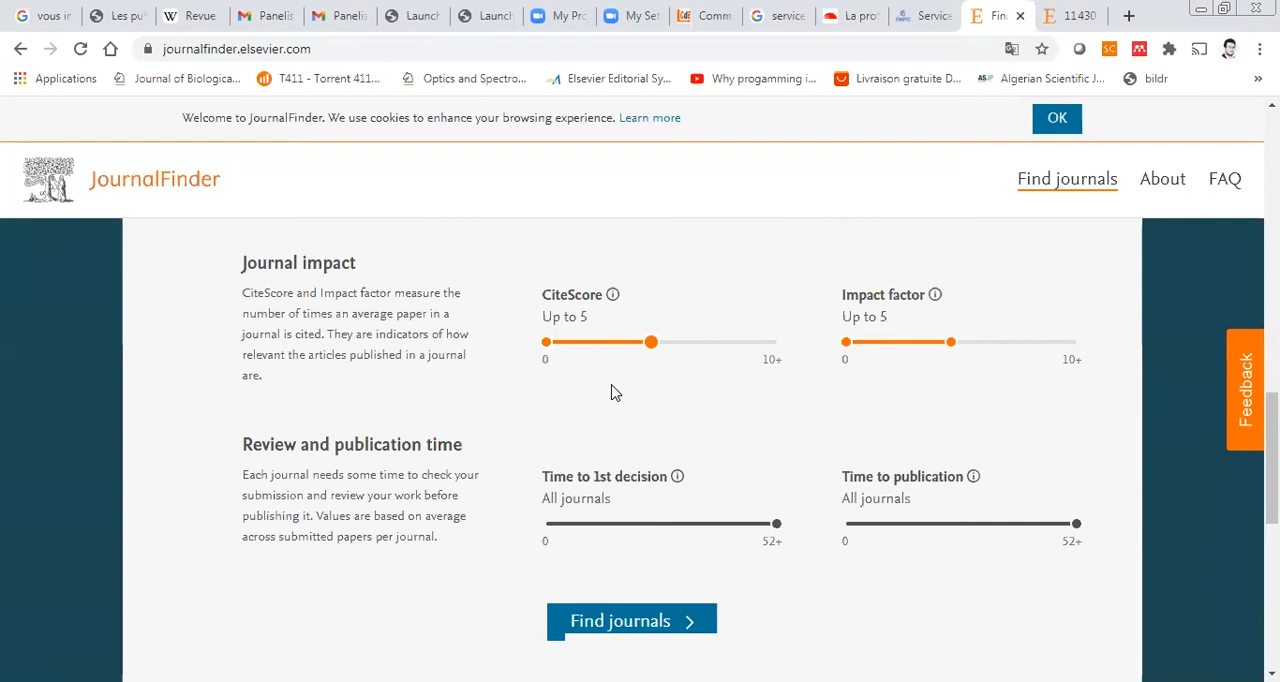 vous in
Les pu
Revue
Panelis
Panelis
Launch
Launch
My Pro
My Set
Comm
service
La prot
Service
Fin
11430
journalfinder.elsevier.com
Applications
Journal of Biologica...
T411 - Torrent 411...
Optics and Spectro...
Elsevier Editorial Sy...
Why progamming i...
Livraison gratuite D...
Algerian Scientific J...
bildr
»
Welcome to JournalFinder. We use cookies to enhance your browsing experience. Learn more
OK
JournalFinder
Find journals
About
FAQ
Journal impact
CiteScore and Impact factor measure the
number of times an average paper in a
journal is cited. They are indicators of how
relevant the articles published in a journal
are.
CiteScore
Up to 5
0
10+
Impact factor
Up to 5
0
10+
Feedback
Review and publication time
Each journal needs some time to check your
submission and review your work before
publishing it. Values are based on average
across submitted papers per journal.
Time to 1st decision
All journals
0
52+
Time to publication
All journals
0
52+
Find journals